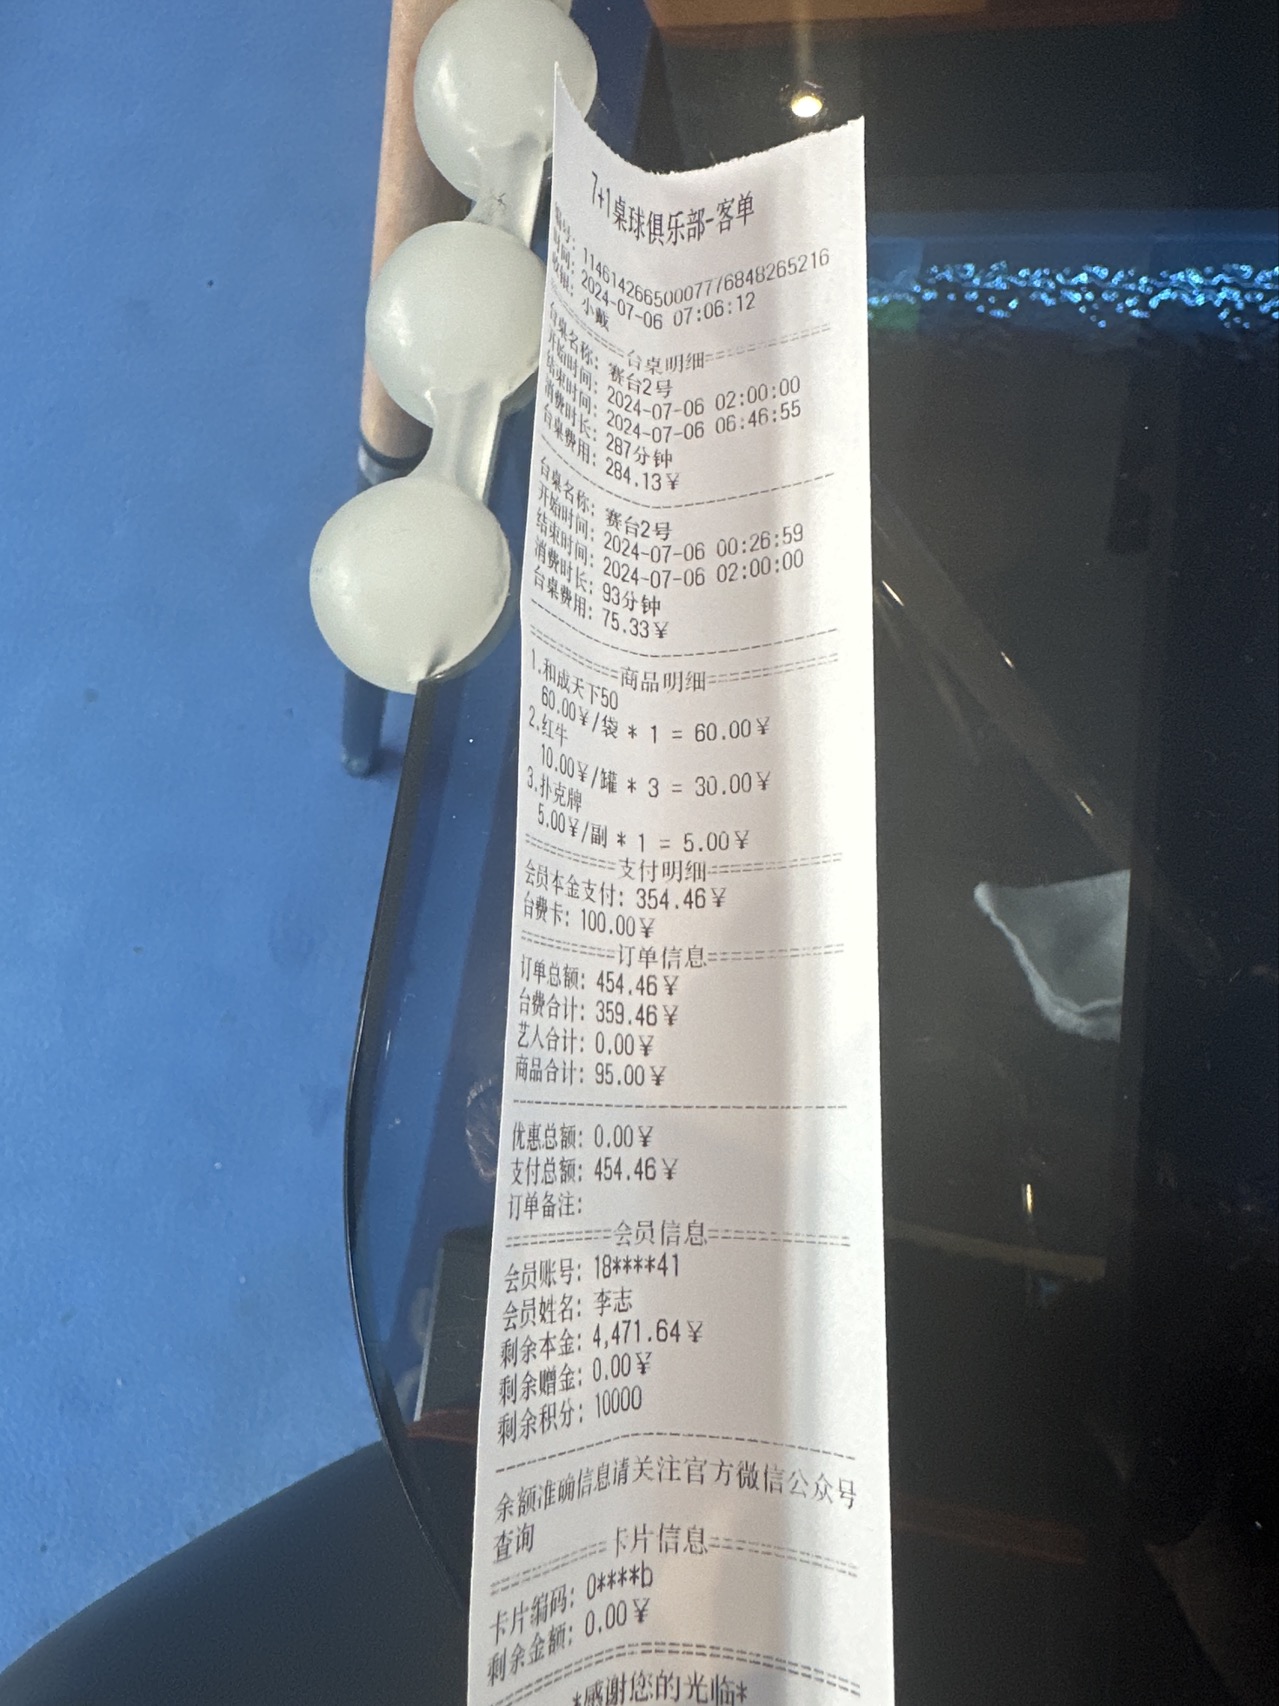 7+1桌球俱乐部-客单
编号: 1146142665000777684826​5216
时间: 2024-07-06 07:06:12
收银: 小戴
========台桌明细========
台桌名称: 赛台2号
开始时间: 2024-07-06 02:00:00
结束时间: 2024-07-06 06:46:55
消费时长: 287分钟
台桌费用: 284.13¥
台桌名称: 赛台2号
开始时间: 2024-07-06 00:26:59
结束时间: 2024-07-06 02:00:00
消费时长: 93分钟
台桌费用: 75.33¥
========商品明细========
1.和成天下50
60.00¥/袋 * 1 = 60.00¥
2.红牛
10.00¥/罐 * 3 = 30.00¥
3.扑克牌
5.00¥/副 * 1 = 5.00¥
========支付明细========
会员本金支付: 354.46¥
台费卡: 100.00¥
========订单信息========
订单总额: 454.46¥
台费合计: 359.46¥
艺人合计: 0.00¥
商品合计: 95.00¥
优惠总额: 0.00¥
支付总额: 454.46¥
订单备注:
========会员信息========
会员账号: 18****41
会员姓名: 李志
剩余本金: 4,471.64¥
剩余赠金: 0.00¥
剩余积分: 10000
余额准确信息请关注官方微信公众号
查询
========卡片信息========
卡片编码: 0****b
剩余金额: 0.00¥
*感谢您的光临*